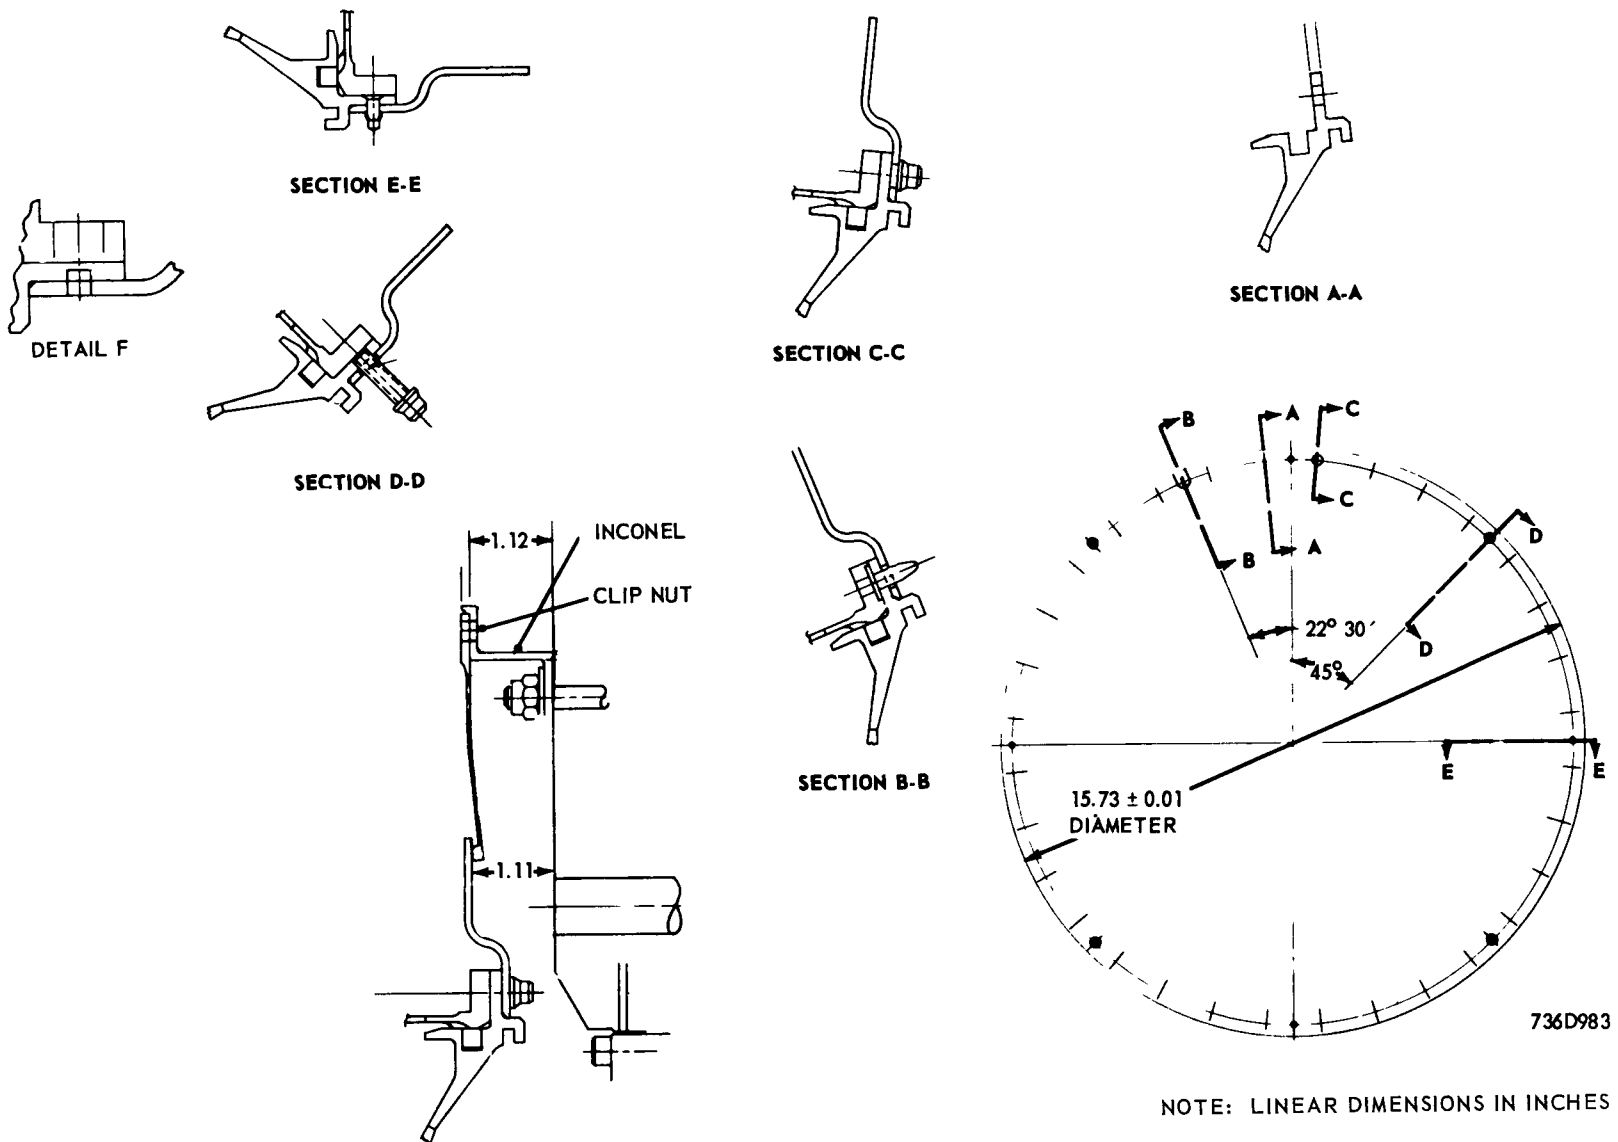 SECTION E-E
DETAIL F
SECTION D-D
SECTION C-C
SECTION A-A
1.12
INCONEL
CLIP NUT
1.11
SECTION B-B
B
A
C
C
B
A
D
D
22° 30′
45°
E
E
15.73 ± 0.01
DIAMETER
736D983
NOTE: LINEAR DIMENSIONS IN INCHES